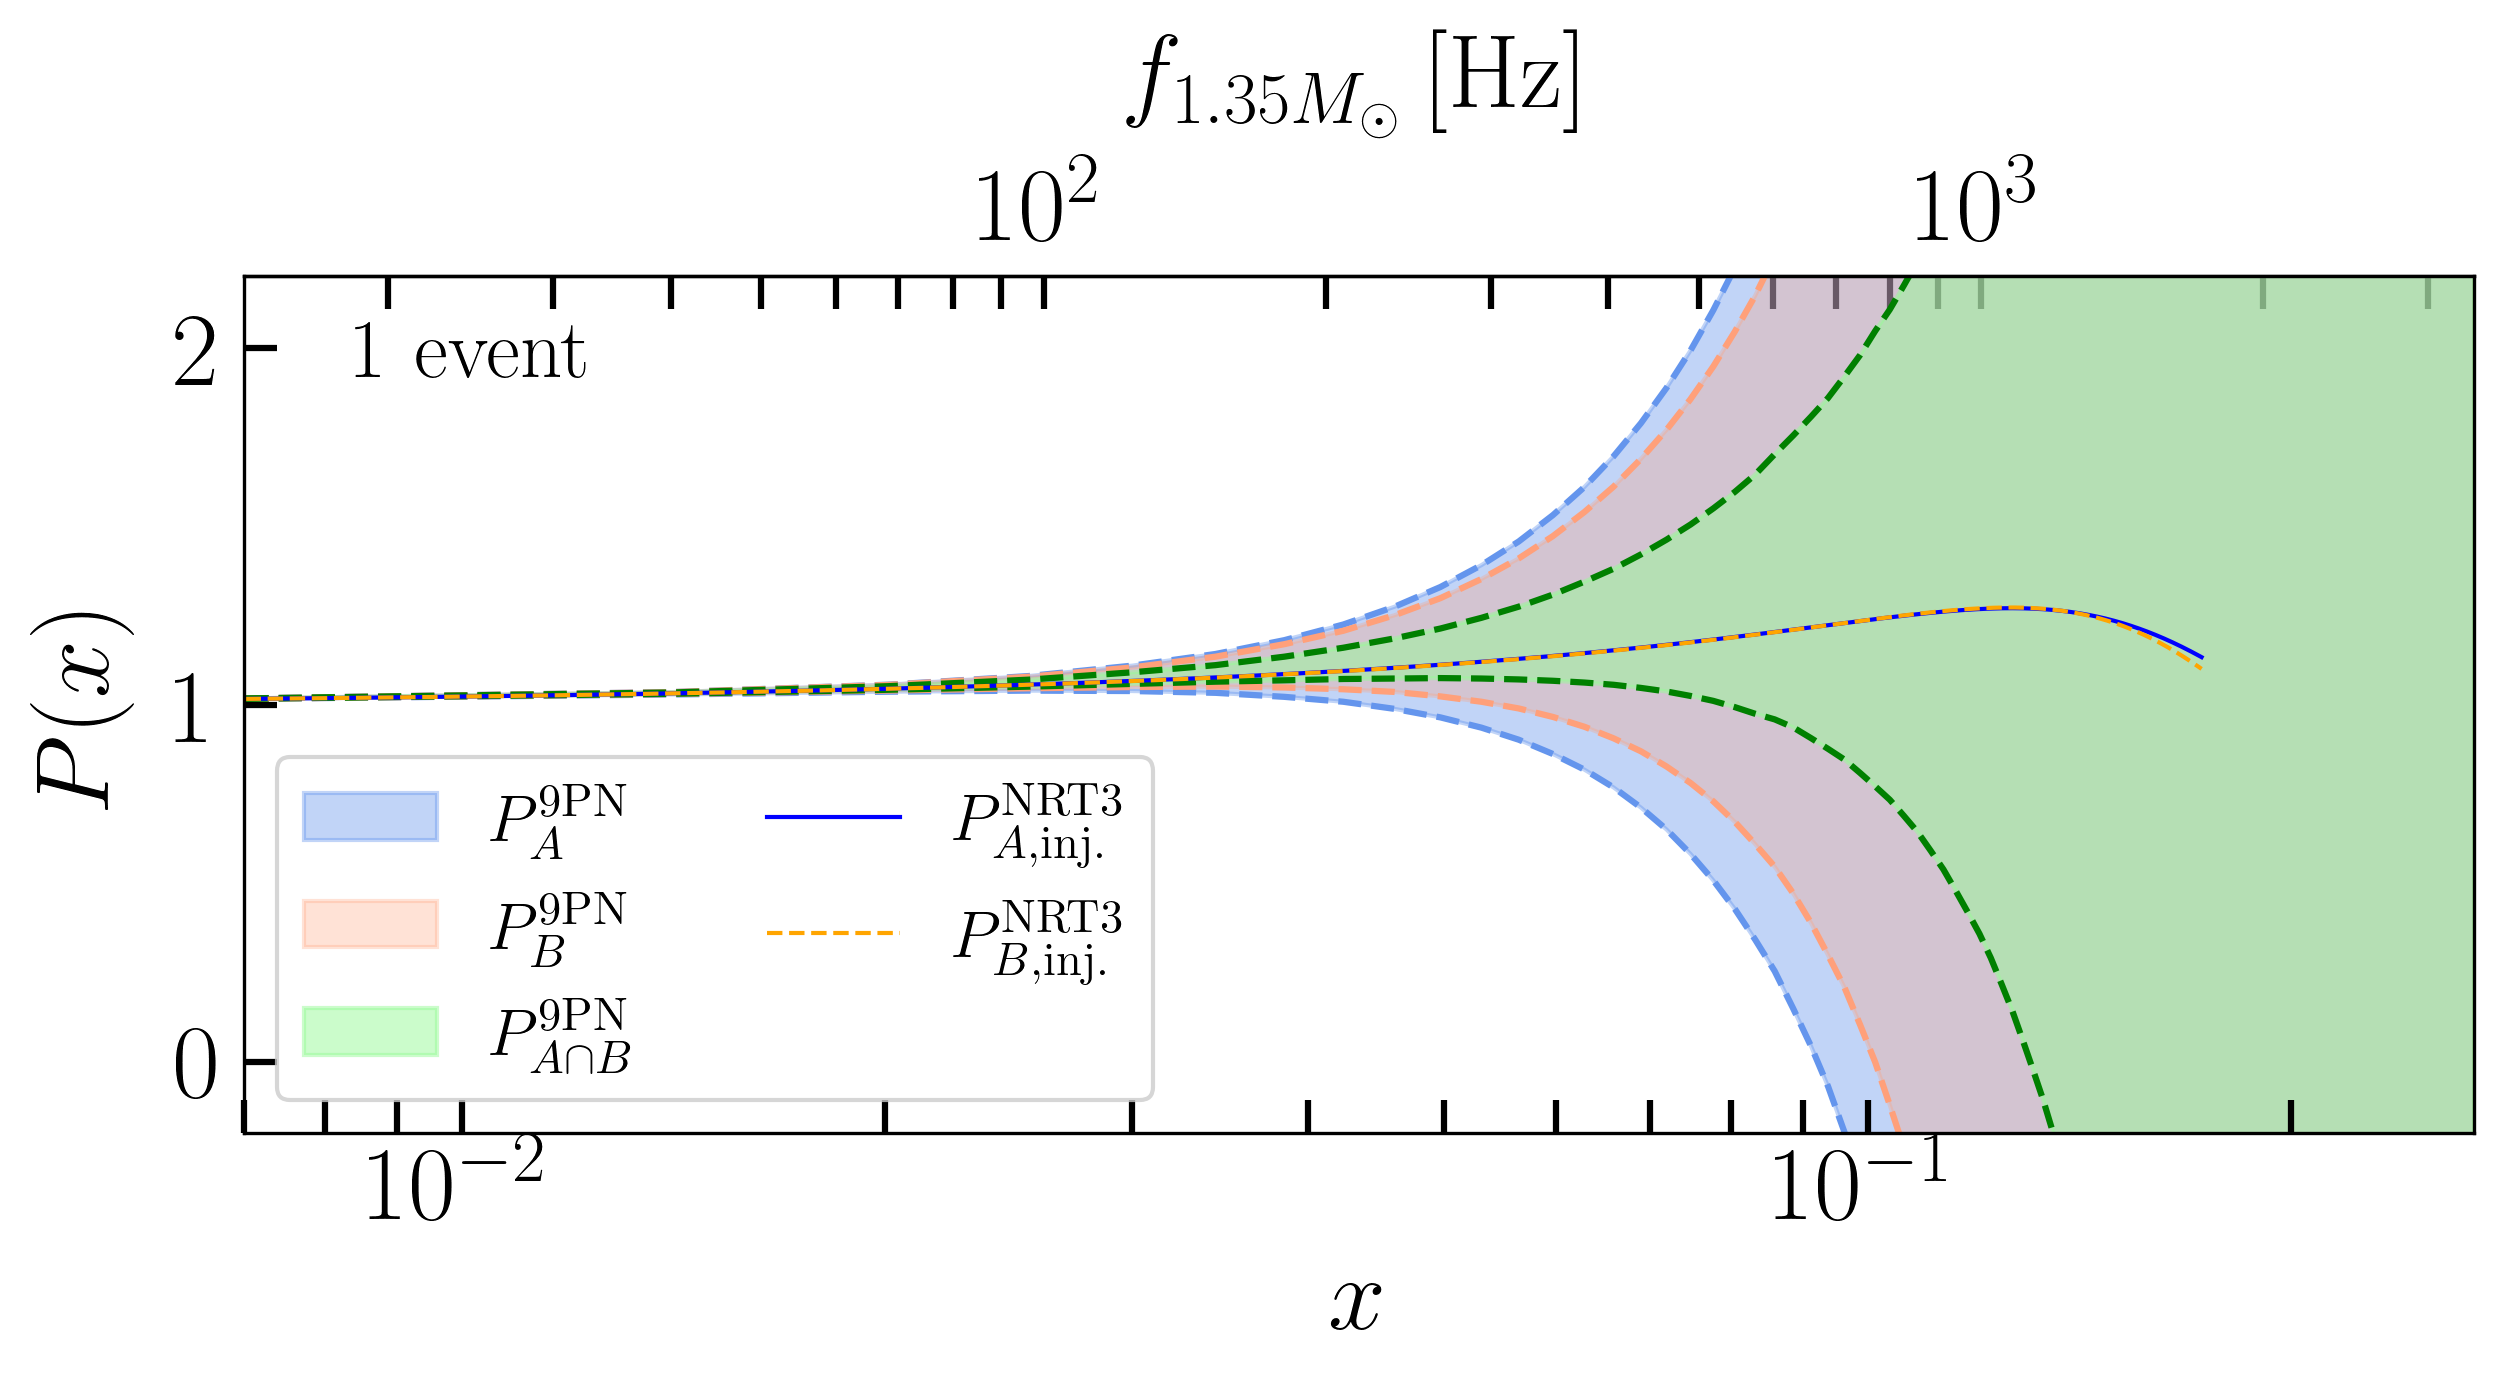 f_{1.35M_⊙} [Hz]
10^2 10^3
1 event
2
1
0
P(x)
P_A^{9PN} P_{A,inj.}^{NRT3}
P_B^{9PN} P_{B,inj.}^{NRT3}
P_{A∩B}^{9PN}
10^{−2} 10^{−1}
x